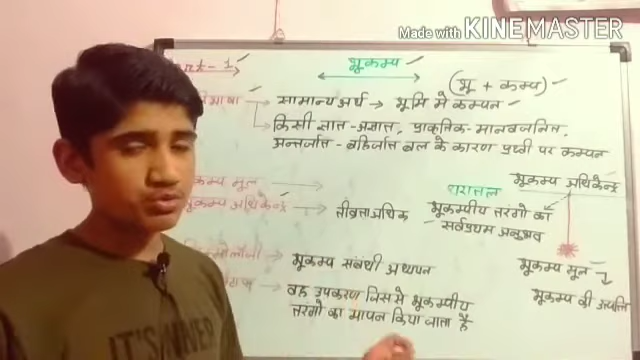 Made with KINEMASTER
भूकम्प
(भू + कम्प)
सामान्य अर्थ → भूमि में कम्पन
किसी ज्ञात-अज्ञात, प्राकृतिक-मानवजनित,
अन्तर्जात-बहिर्जात बल के कारण पृथ्वी पर कम्पन
भूकम्प अधिकेन्द्र
भूकम्प मूल
धरातल
भूकम्प अधिकेन्द्र → तीव्रता अधिक
भूकम्पीय तरंगो का
सर्वप्रथम अनुभव
भूकम्प मूल
भूकम्प की उत्पत्ति
भूकम्प संबंधी
वह उपकरण जिससे भूकम्पीय
तरंगो का मापन किया जाता है